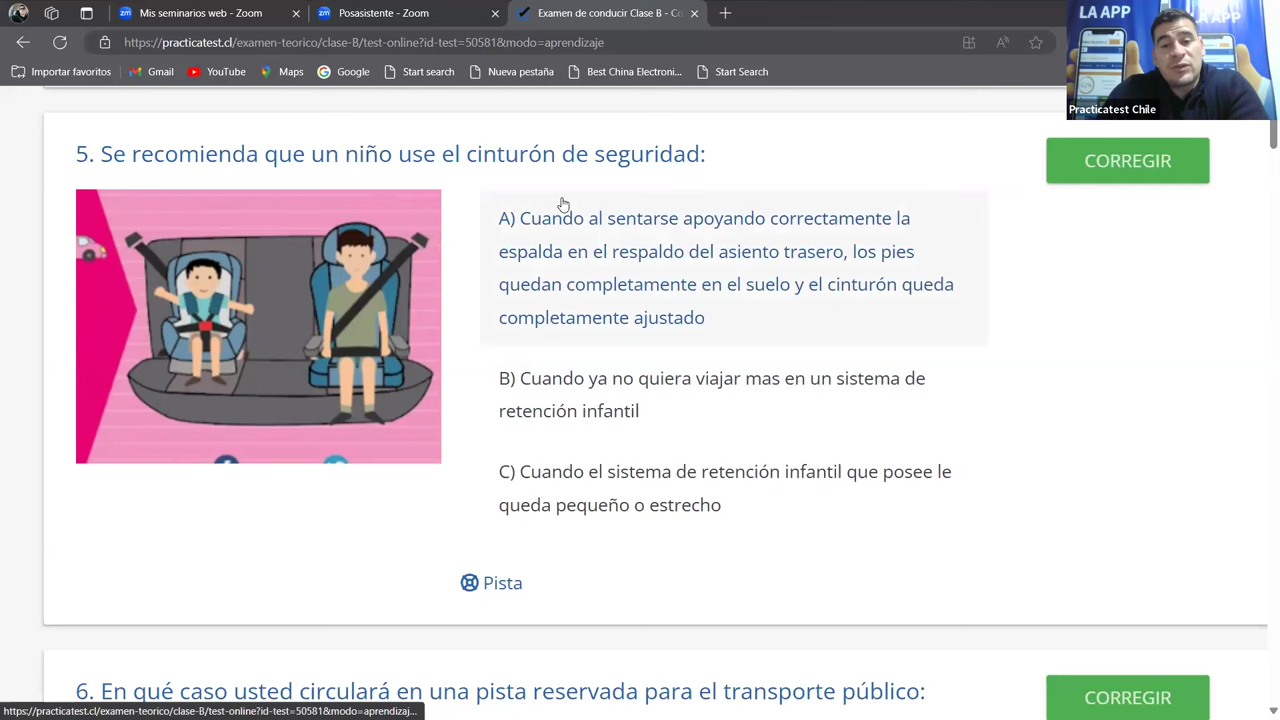 Mis seminarios web - Zoom
Posasistente - Zoom
Examen de conducir Clase B - Co
https://practicatest.cl/examen-teorico/clase-B/test-online?id-test=50581&modo=aprendizaje
Importar favoritos
Gmail
YouTube
Maps
Google
Start search
Nueva pestaña
Best China Electroni...
Start Search
LA APP
LA APP
Practicatest Chile
5. Se recomienda que un niño use el cinturón de seguridad:
CORREGIR
A) Cuando al sentarse apoyando correctamente la
espalda en el respaldo del asiento trasero, los pies
quedan completamente en el suelo y el cinturón queda
completamente ajustado
B) Cuando ya no quiera viajar mas en un sistema de
retención infantil
C) Cuando el sistema de retención infantil que posee le
queda pequeño o estrecho
Pista
6. En qué caso usted circulará en una pista reservada para el transporte público:
CORREGIR
https://practicatest.cl/examen-teorico/clase-B/test-online?id-test=50581&modo=aprendizaj...